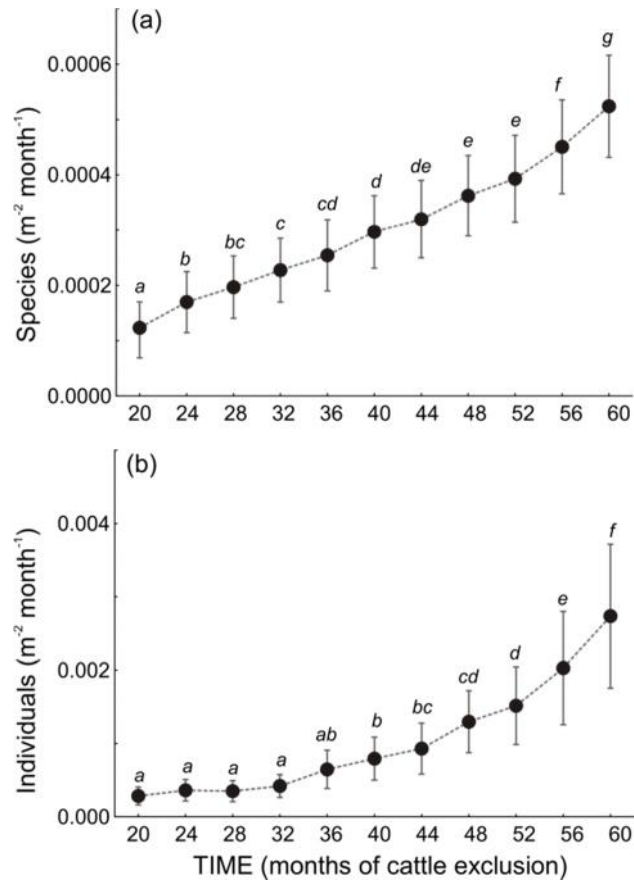 (a)
Species (m⁻² month⁻¹)
0.0006
0.0004
0.0002
0.0000
a b bc c cd d de e e f g
20 24 28 32 36 40 44 48 52 56 60
(b)
Individuals (m⁻² month⁻¹)
0.004
0.002
0.000
a a a a ab b bc cd d e f
20 24 28 32 36 40 44 48 52 56 60
TIME (months of cattle exclusion)